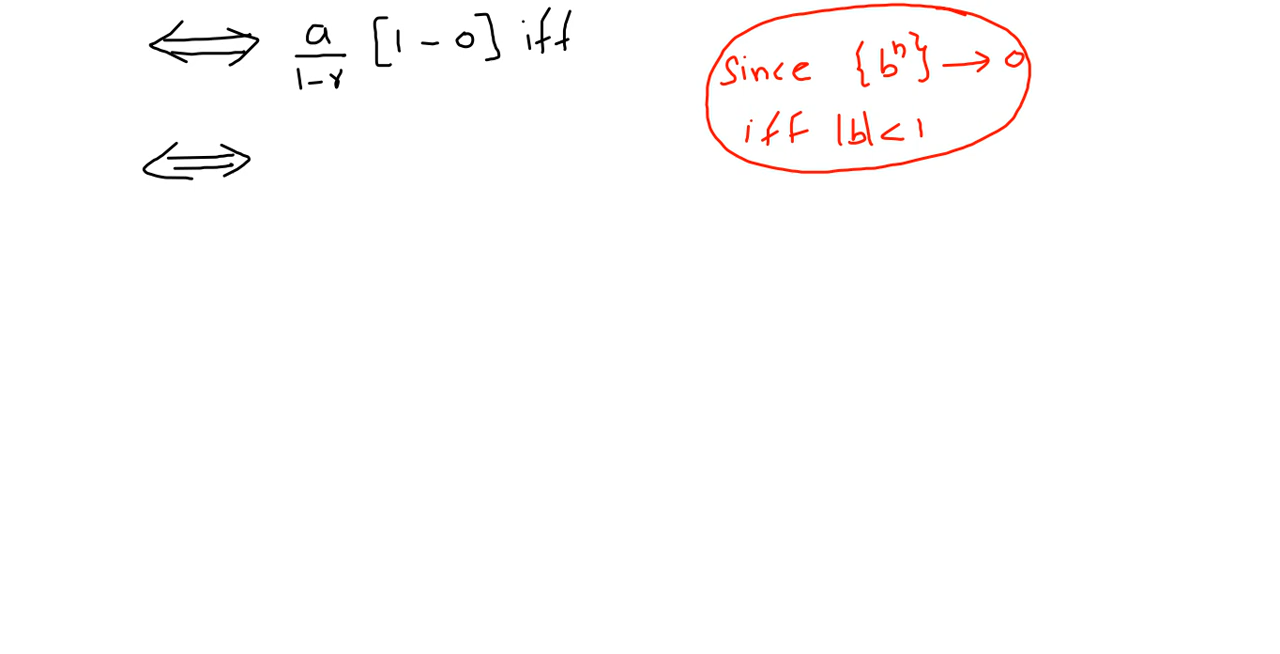 ⟺ a/(1-r) [1 - 0] iff
since {bⁿ} → 0
iff |b| < 1
⟺